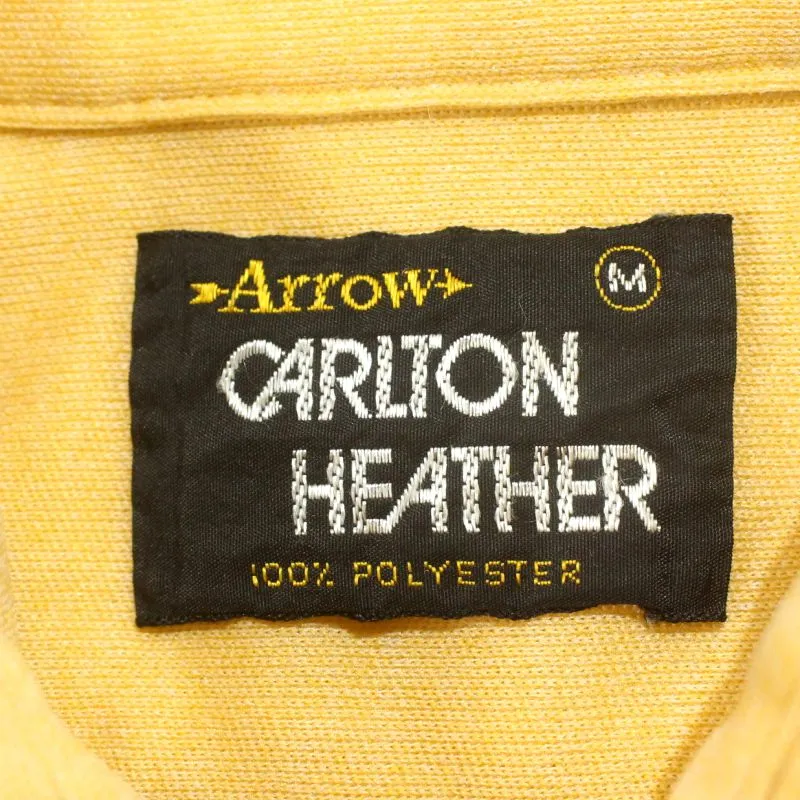 Arrow M
CARLTON
HEATHER
100% POLYESTER